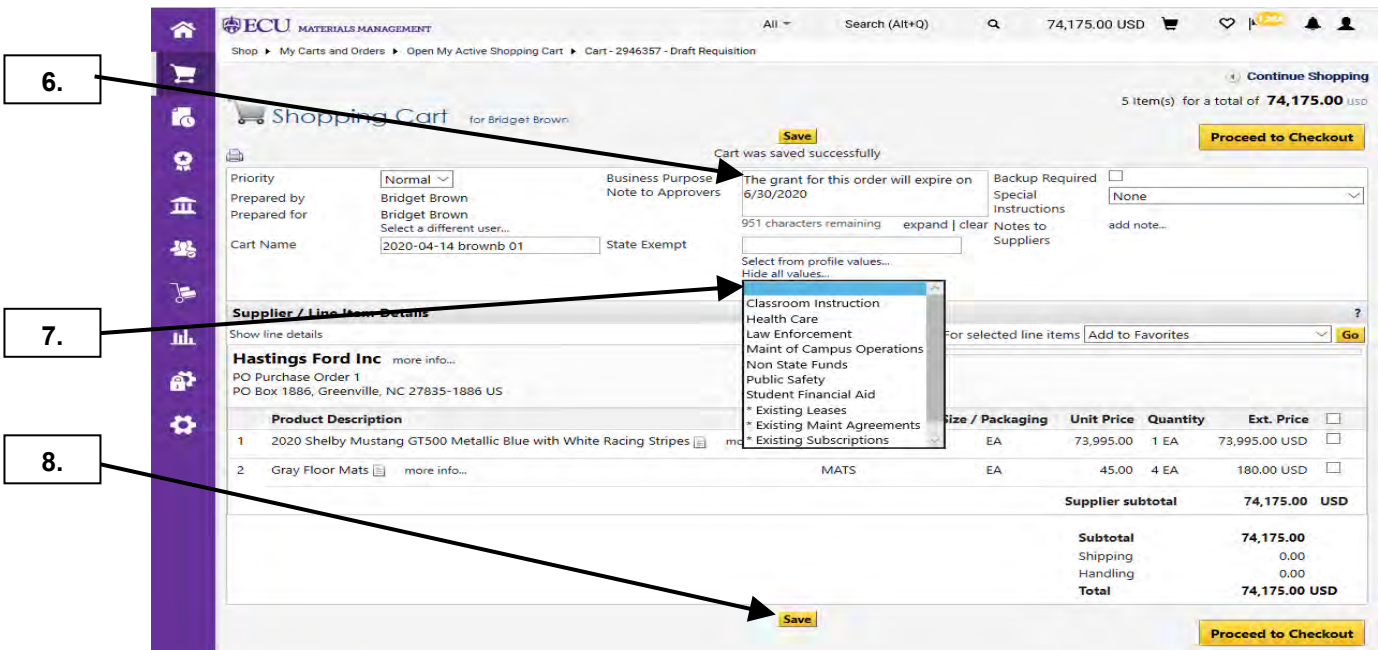 ECU MATERIALS MANAGEMENT
All Search (Alt+Q) 74,175.00 USD
Shop My Carts and Orders Open My Active Shopping Cart Cart - 2946357 - Draft Requisition
6.
Continue Shopping
5 Item(s) for a total of 74,175.00 USD
Shopping Cart for Bridget Brown
Save
Proceed to Checkout
Cart was saved successfully
Priority Normal
Prepared by Bridget Brown
Prepared for Bridget Brown
Select a different user...
Cart Name 2020-04-14 brownb 01
Business Purpose
Note to Approvers
The grant for this order will expire on
6/30/2020
951 characters remaining expand | clear
State Exempt
Select from profile values...
Hide all values...
Backup Required
Special
Instructions
None
Notes to
Suppliers
add note...
7.
Classroom Instruction
Health Care
Law Enforcement
Maint of Campus Operations
Non State Funds
Public Safety
Student Financial Aid
* Existing Leases
* Existing Maint Agreements
* Existing Subscriptions
Supplier / Line Item Details ?
Show line details
For selected line items Add to Favorites Go
Hastings Ford Inc more info...
PO Purchase Order 1
PO Box 1886, Greenville, NC 27835-1886 US
Product Description Size / Packaging Unit Price Quantity Ext. Price
1 2020 Shelby Mustang GT500 Metallic Blue with White Racing Stripes EA 73,995.00 1 EA 73,995.00 USD
8.
2 Gray Floor Mats more info... MATS EA 45.00 4 EA 180.00 USD
Supplier subtotal 74,175.00 USD
Subtotal 74,175.00
Shipping 0.00
Handling 0.00
Total 74,175.00 USD
Save
Proceed to Checkout